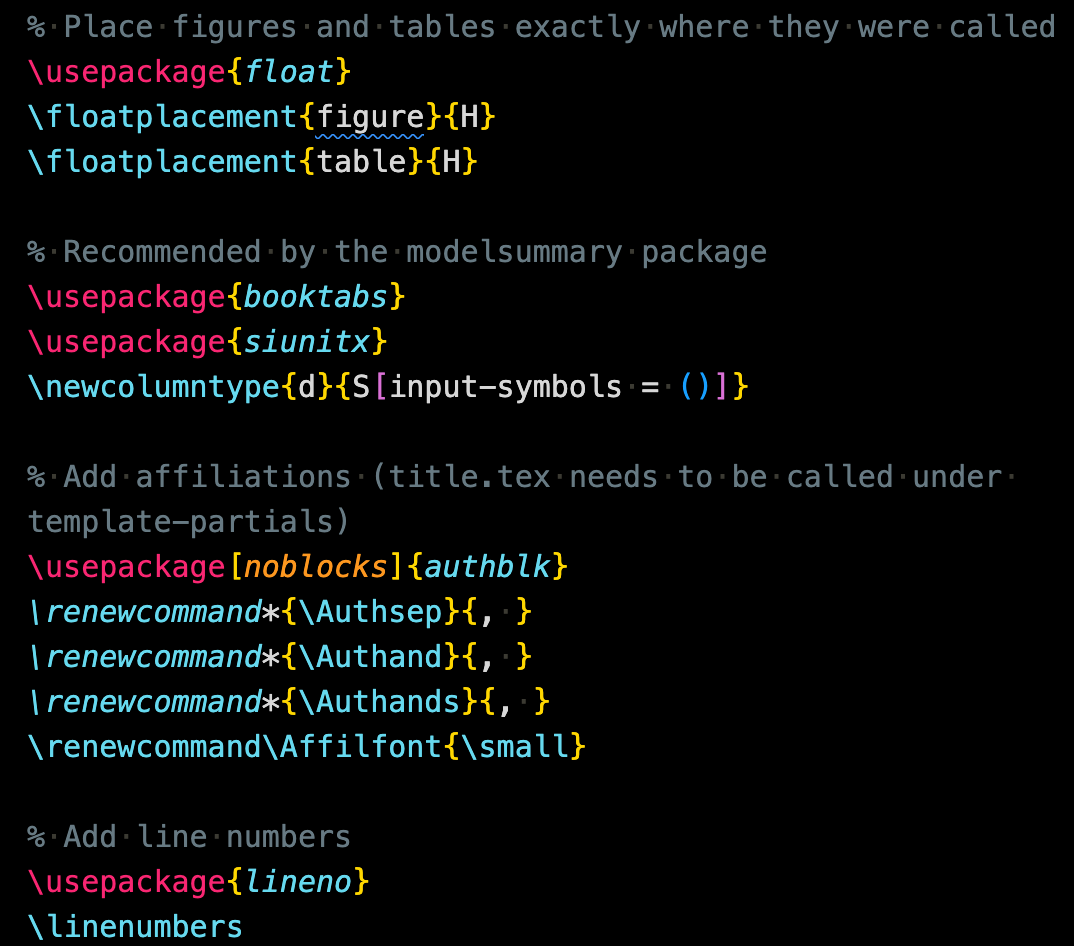 % Place figures and tables exactly where they were called
\usepackage{float}
\floatplacement{figure}{H}
\floatplacement{table}{H}

% Recommended by the modelsummary package
\usepackage{booktabs}
\usepackage{siunitx}
\newcolumntype{d}{S[input-symbols = ()]}

% Add affiliations (title.tex needs to be called under
template-partials)
\usepackage[noblocks]{authblk}
\renewcommand*{\Authsep}{, }
\renewcommand*{\Authand}{, }
\renewcommand*{\Authands}{, }
\renewcommand\Affilfont{\small}

% Add line numbers
\usepackage{lineno}
\linenumbers